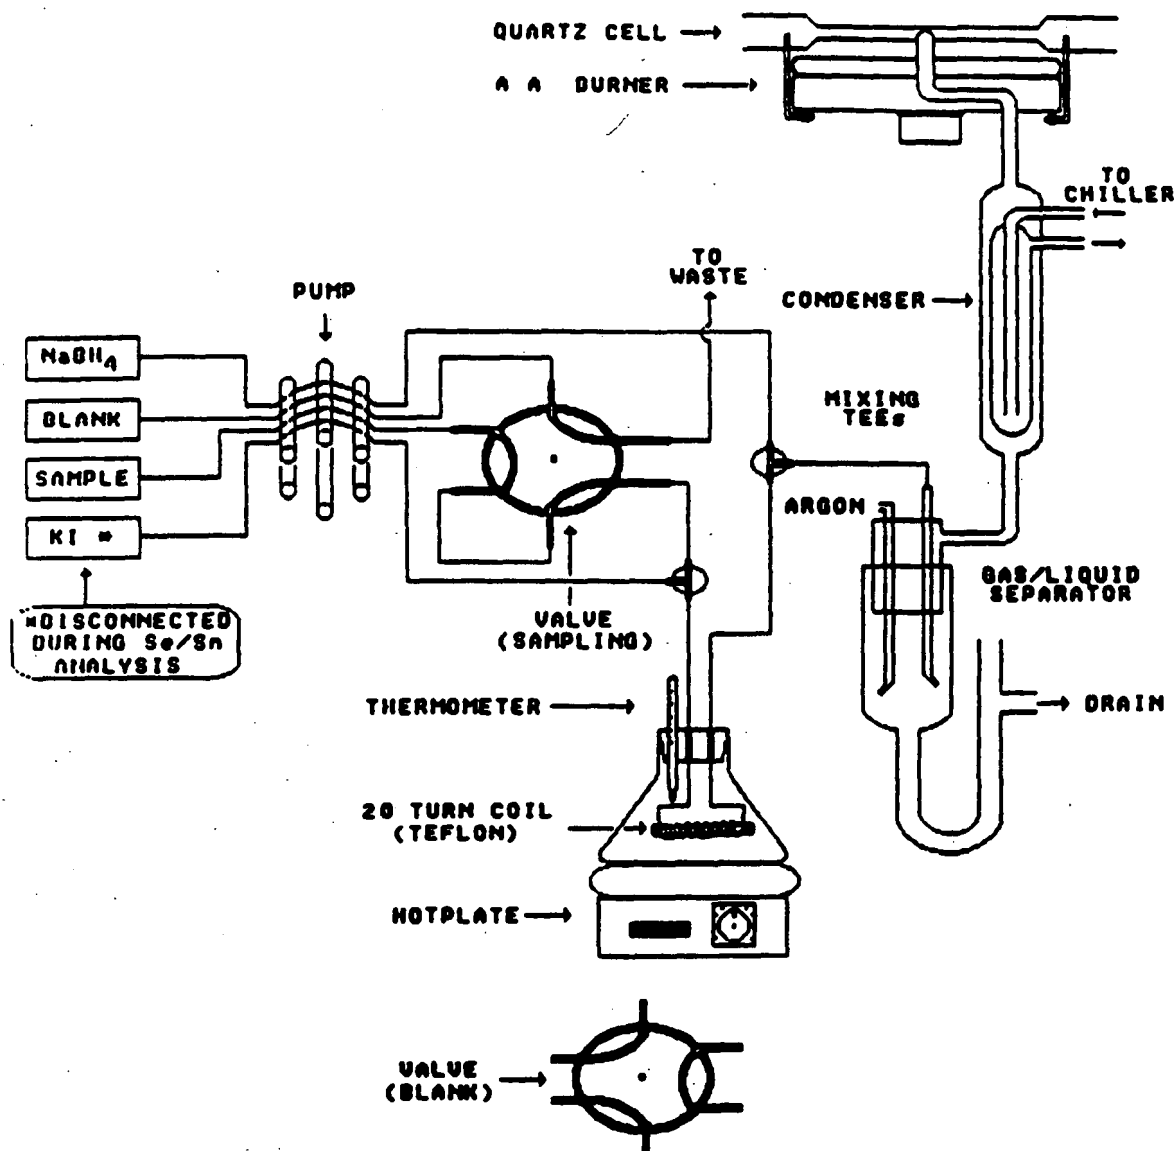 QUARTZ CELL
A A BURNER
TO
CHILLER
TO
WASTE
PUMP
CONDENSER
NaBH4
BLANK
SAMPLE
KI *
MIXING
TEEs
ARGON
GAS/LIQUID
SEPARATOR
*DISCONNECTED
DURING Se/Sn
ANALYSIS
VALVE
(SAMPLING)
THERMOMETER
DRAIN
20 TURN COIL
(TEFLON)
HOTPLATE
VALVE
(BLANK)